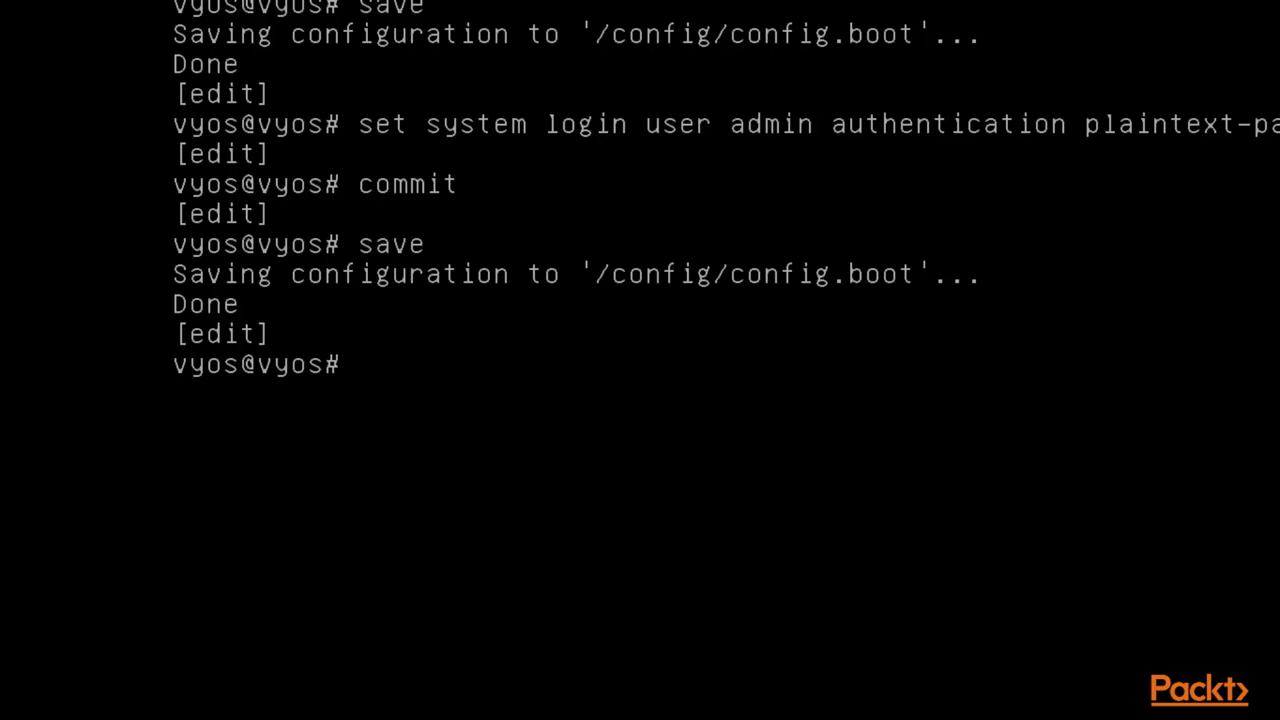 vyos@vyos# save
Saving configuration to '/config/config.boot'...
Done
[edit]
vyos@vyos# set system login user admin authentication plaintext-pa
[edit]
vyos@vyos# commit
[edit]
vyos@vyos# save
Saving configuration to '/config/config.boot'...
Done
[edit]
vyos@vyos#
Packt>